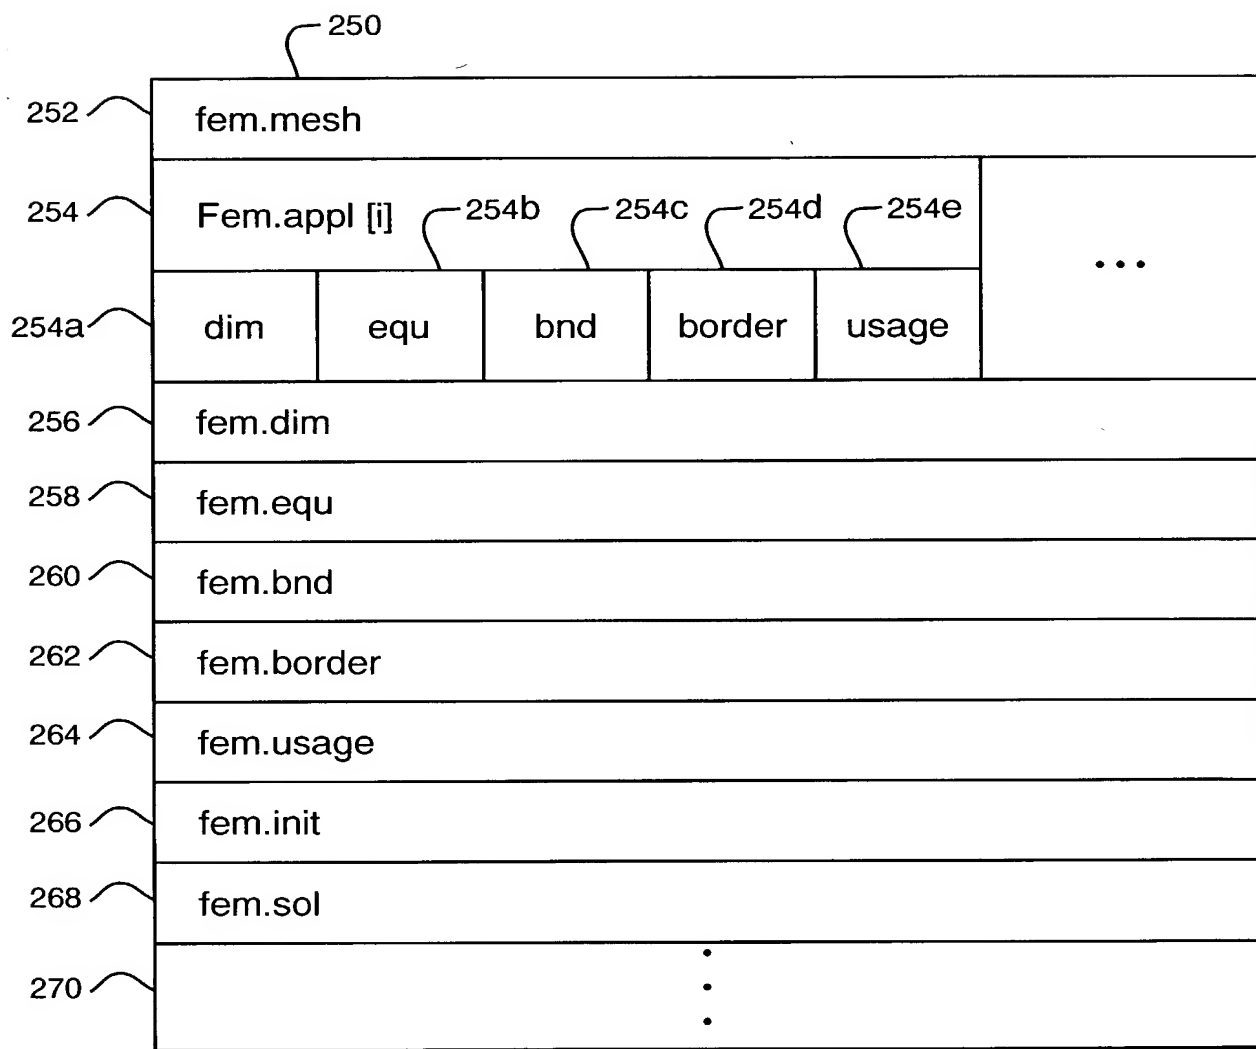 250
252 fem.mesh
254 Fem.appl [i] 254b 254c 254d 254e
...
254a dim equ bnd border usage
256 fem.dim
258 fem.equ
260 fem.bnd
262 fem.border
264 fem.usage
266 fem.init
268 fem.sol
270